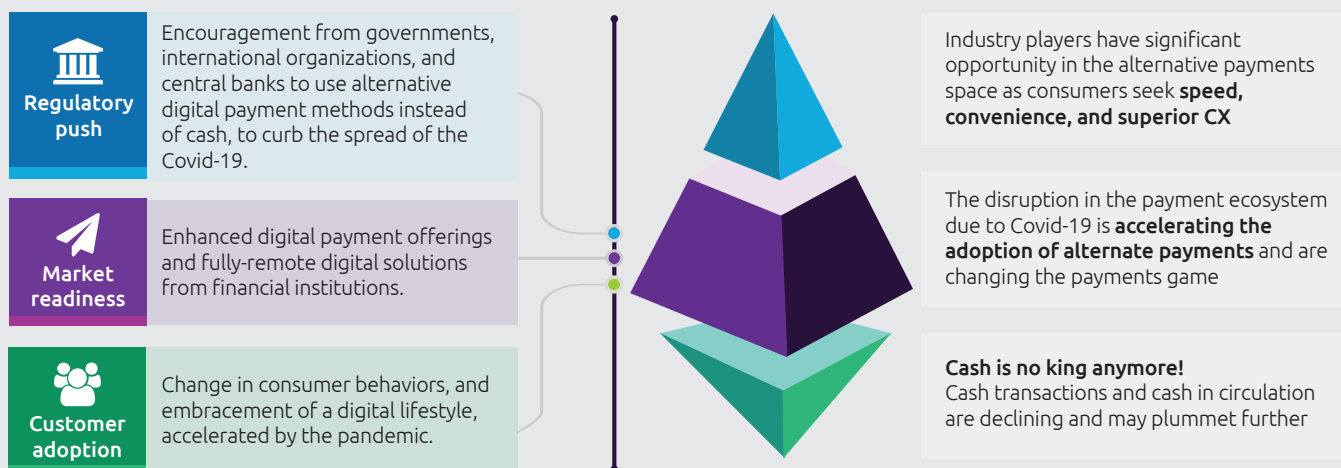 Regulatory
push
Encouragement from governments,
international organizations, and
central banks to use alternative
digital payment methods instead
of cash, to curb the spread of the
Covid-19.
Market
readiness
Enhanced digital payment offerings
and fully-remote digital solutions
from financial institutions.
Customer
adoption
Change in consumer behaviors, and
embracement of a digital lifestyle,
accelerated by the pandemic.
Industry players have significant
opportunity in the alternative payments
space as consumers seek speed,
convenience, and superior CX
The disruption in the payment ecosystem
due to Covid-19 is accelerating the
adoption of alternate payments and are
changing the payments game
Cash is no king anymore!
Cash transactions and cash in circulation
are declining and may plummet further